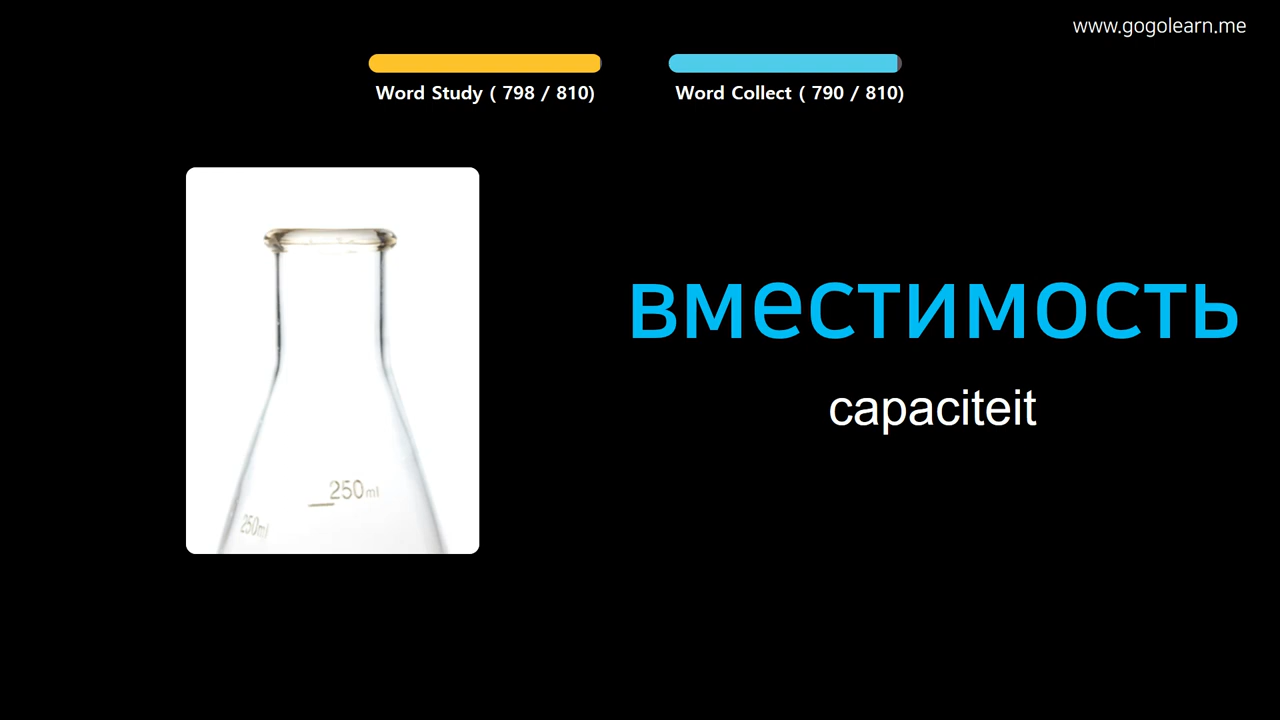 www.gogolearn.me
Word Study ( 798 / 810)
Word Collect ( 790 / 810)
250ml
250ml
вместимость
capaciteit